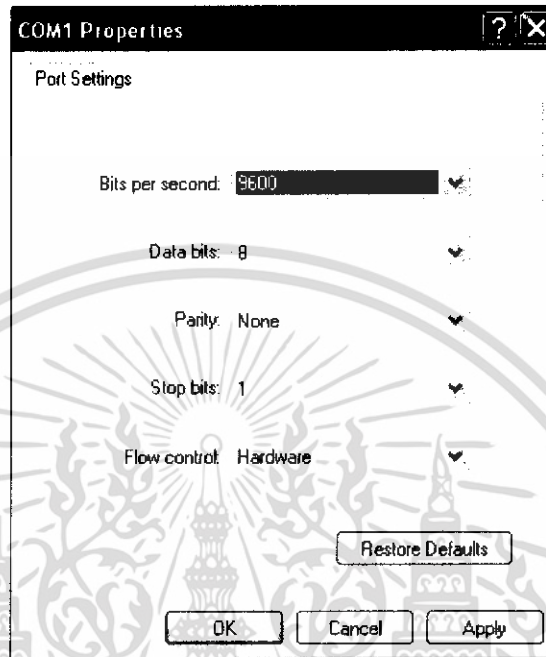 COM1 Properties
Port Settings
Bits per second: 9600
Data bits: 8
Parity: None
Stop bits: 1
Flow control: Hardware
Restore Defaults
OK Cancel Apply